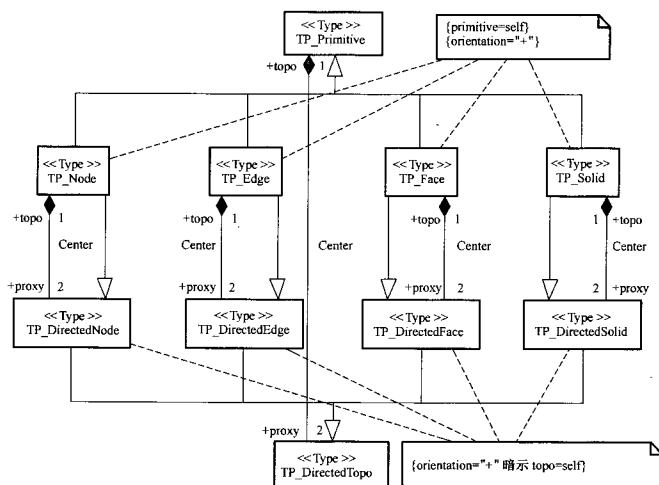 << Type >>
TP_Primitive
{primitive=self}
{orientation="+"}
+topo
1
<< Type >>
TP_Node
<< Type >>
TP_Edge
<< Type >>
TP_Face
<< Type >>
TP_Solid
+topo 1
+topo 1
+topo 1
1 +topo
Center
Center
Center
Center
Center
+proxy 2
+proxy 2
+proxy 2
2 +proxy
<< Type >>
TP_DirectedNode
<< Type >>
TP_DirectedEdge
<< Type >>
TP_DirectedFace
<< Type >>
TP_DirectedSolid
+proxy 2
<< Type >>
TP_DirectedTopo
{orientation="+" 暗示 topo=self}